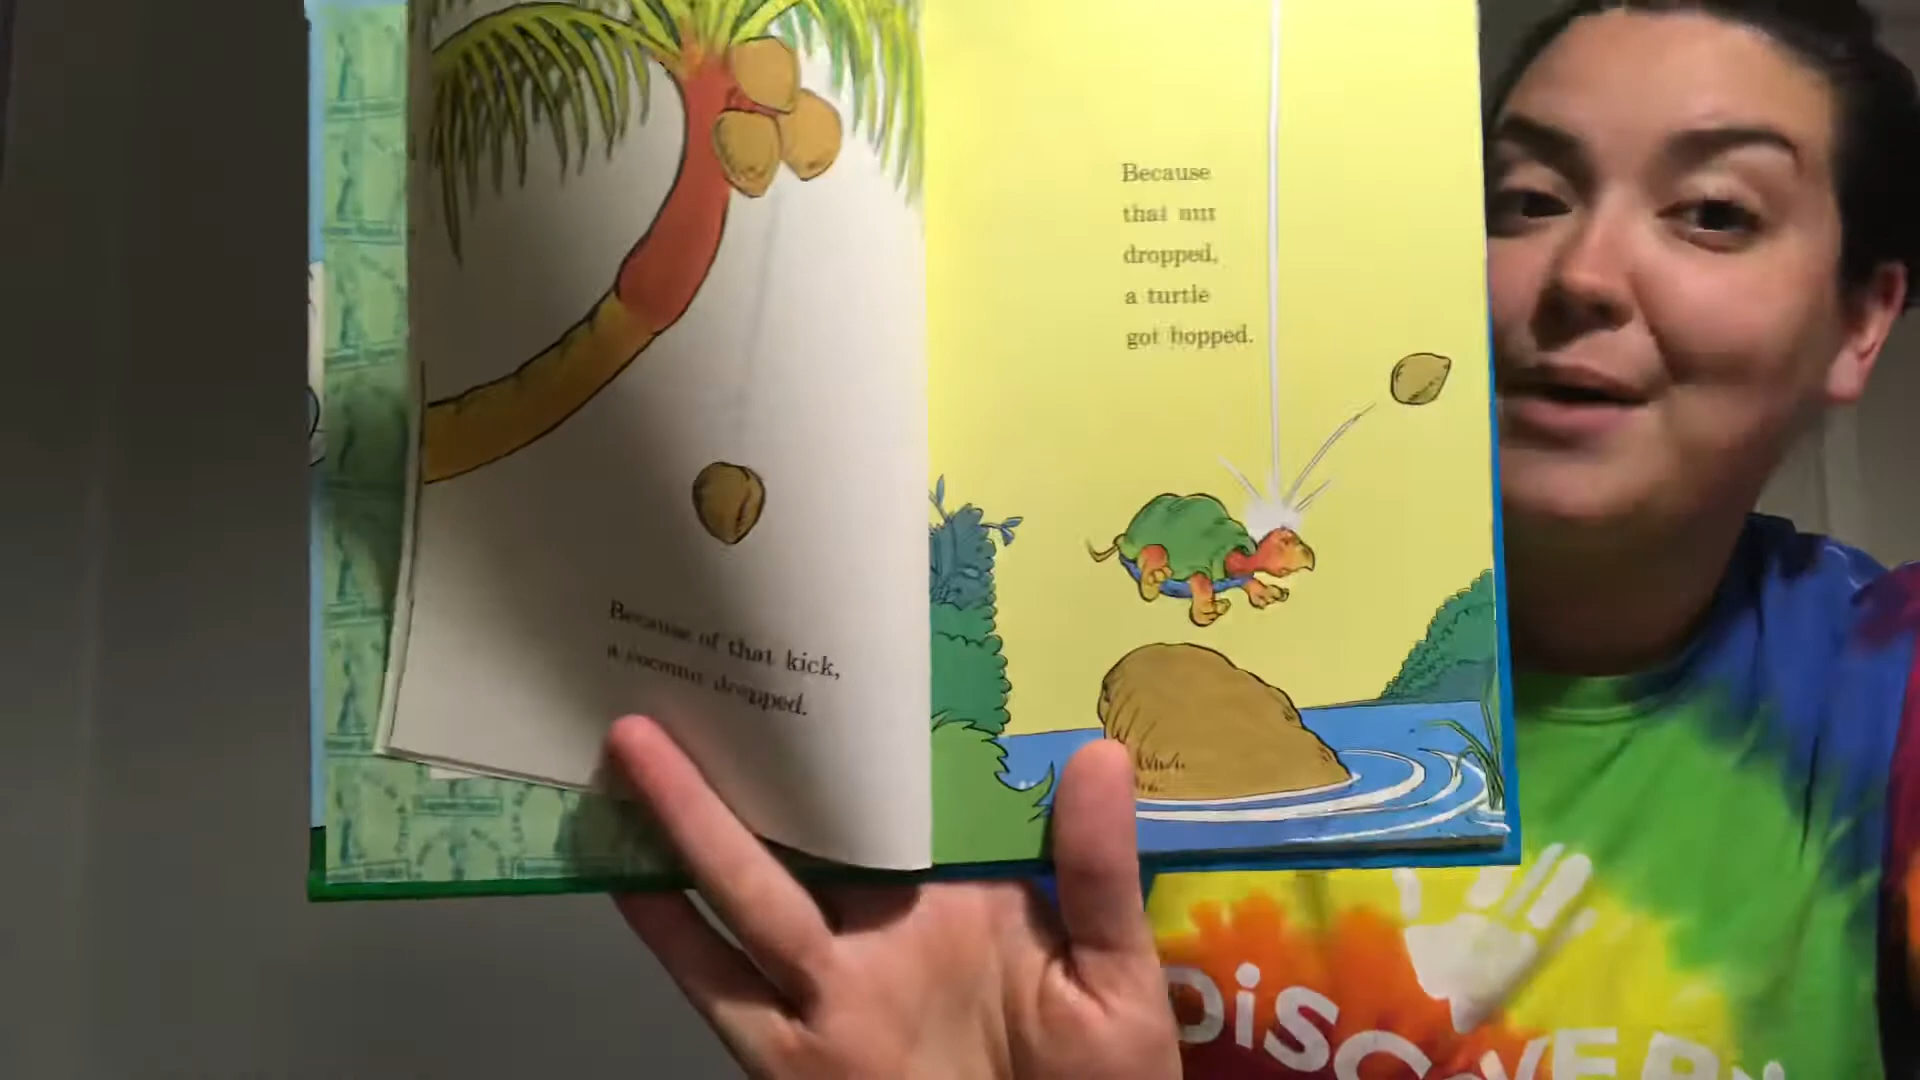 Because of that kick,
a coconut dropped.
Because
that nut
dropped,
a turtle
got bopped.
DiSCOVERY